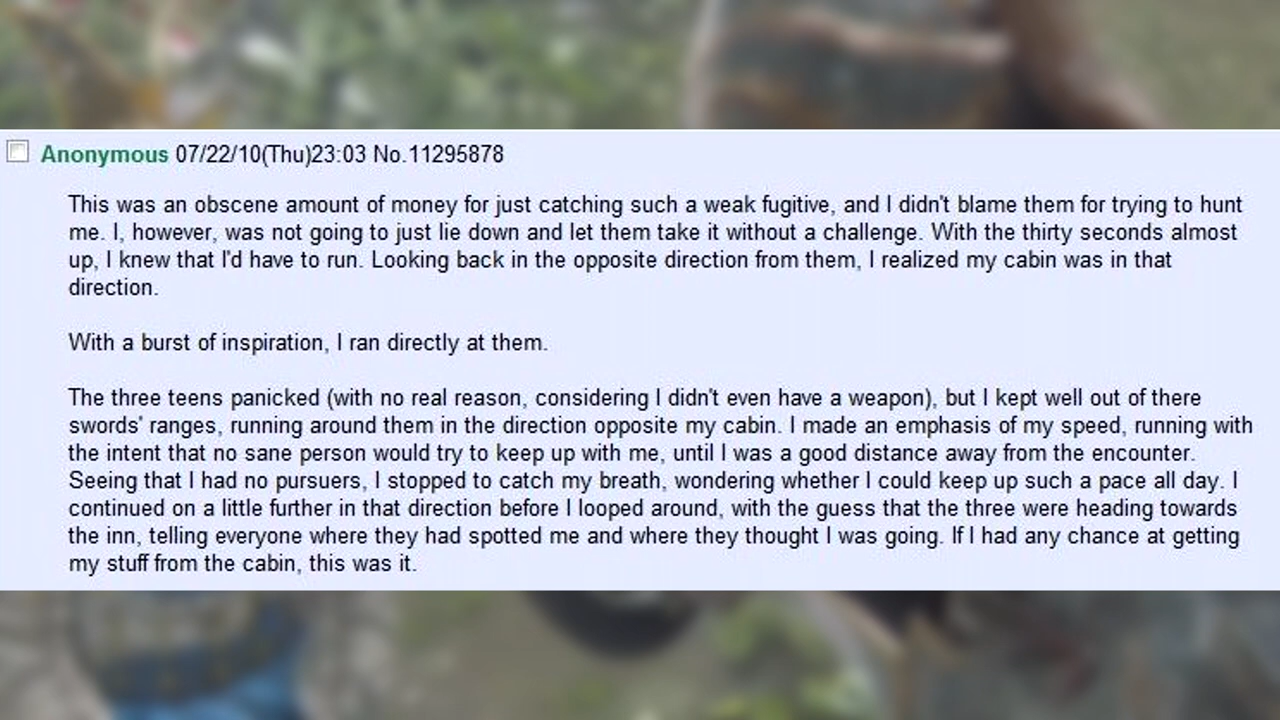 Anonymous 07/22/10(Thu)23:03 No.11295878
This was an obscene amount of money for just catching such a weak fugitive, and I didn't blame them for trying to hunt
me. I, however, was not going to just lie down and let them take it without a challenge. With the thirty seconds almost
up, I knew that I'd have to run. Looking back in the opposite direction from them, I realized my cabin was in that
direction.
With a burst of inspiration, I ran directly at them.
The three teens panicked (with no real reason, considering I didn't even have a weapon), but I kept well out of there
swords' ranges, running around them in the direction opposite my cabin. I made an emphasis of my speed, running with
the intent that no sane person would try to keep up with me, until I was a good distance away from the encounter.
Seeing that I had no pursuers, I stopped to catch my breath, wondering whether I could keep up such a pace all day. I
continued on a little further in that direction before I looped around, with the guess that the three were heading towards
the inn, telling everyone where they had spotted me and where they thought I was going. If I had any chance at getting
my stuff from the cabin, this was it.